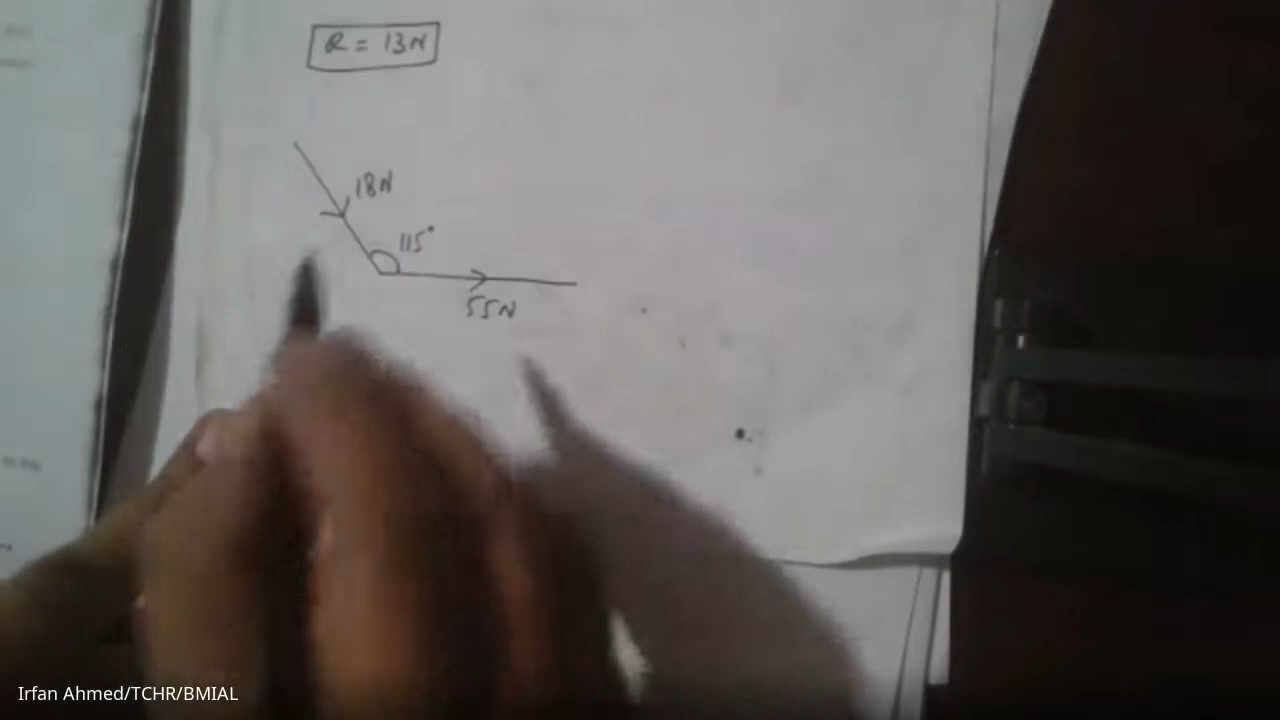 R = 13N
18N
115°
55N
Irfan Ahmed/TCHR/BMIAL